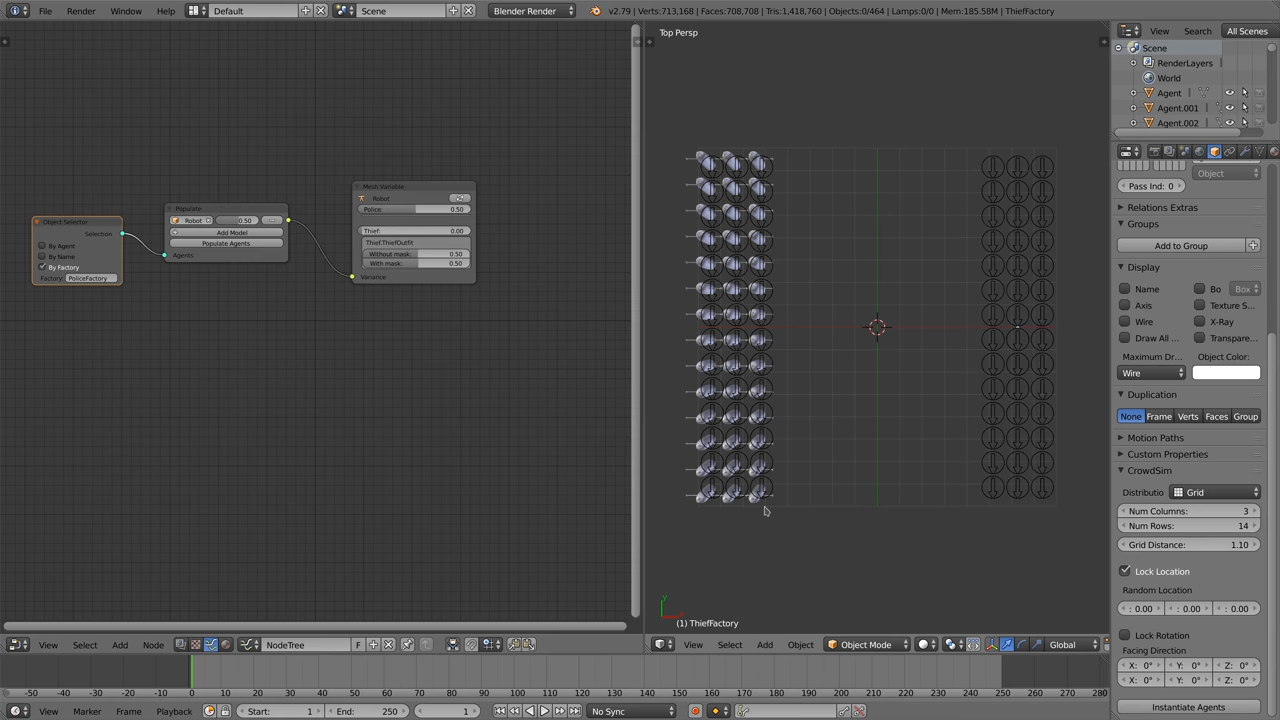 File Render Window Help Default Scene Blender Render v2.79 | Verts:713,168 | Faces:708,708 | Tris:1,418,760 | Objects:0/464 | Lamps:0/0 | Mem:185.58M | ThiefFactory
Object Selector
Selection
By Agent
By Name
By Factory
Factory: PoliceFactory
Populate
Robot 0.50
Add Model
Populate Agents
Agents
Mesh Variable
Robot
Police: 0.50
Thief: 0.00
Thief.ThiefOutfit
Without mask: 0.50
With mask: 0.50
Variance
View Select Add Node NodeTree F
Top Persp
y
(1) ThiefFactory
View Select Add Object Object Mode Global
View Search All Scenes
Scene
RenderLayers
World
Agent
Agent.001
Agent.002
Object
Pass Ind: 0
Relations Extras
Groups
Add to Group
Display
Name Bo Box
Axis Texture S...
Wire X-Ray
Draw All ... Transpare...
Maximum Dr... Object Color:
Wire
Duplication
None Frame Verts Faces Group
Motion Paths
Custom Properties
CrowdSim
Distributio Grid
Num Columns: 3
Num Rows: 14
Grid Distance: 1.10
Lock Location
Random Location
: 0.00 : 0.00 : 0.00
Lock Rotation
Facing Direction
X: 0° Y: 0° Z: 0°
X: 0° Y: 0° Z: 0°
Instantiate Agents
-50 -40 -30 -20 -10 0 10 20 30 40 50 60 70 80 90 100 110 120 130 140 150 160 170 180 190 200 210 220 230 240 250 260 270 280
View Marker Frame Playback Start: 1 End: 250 1 No Sync